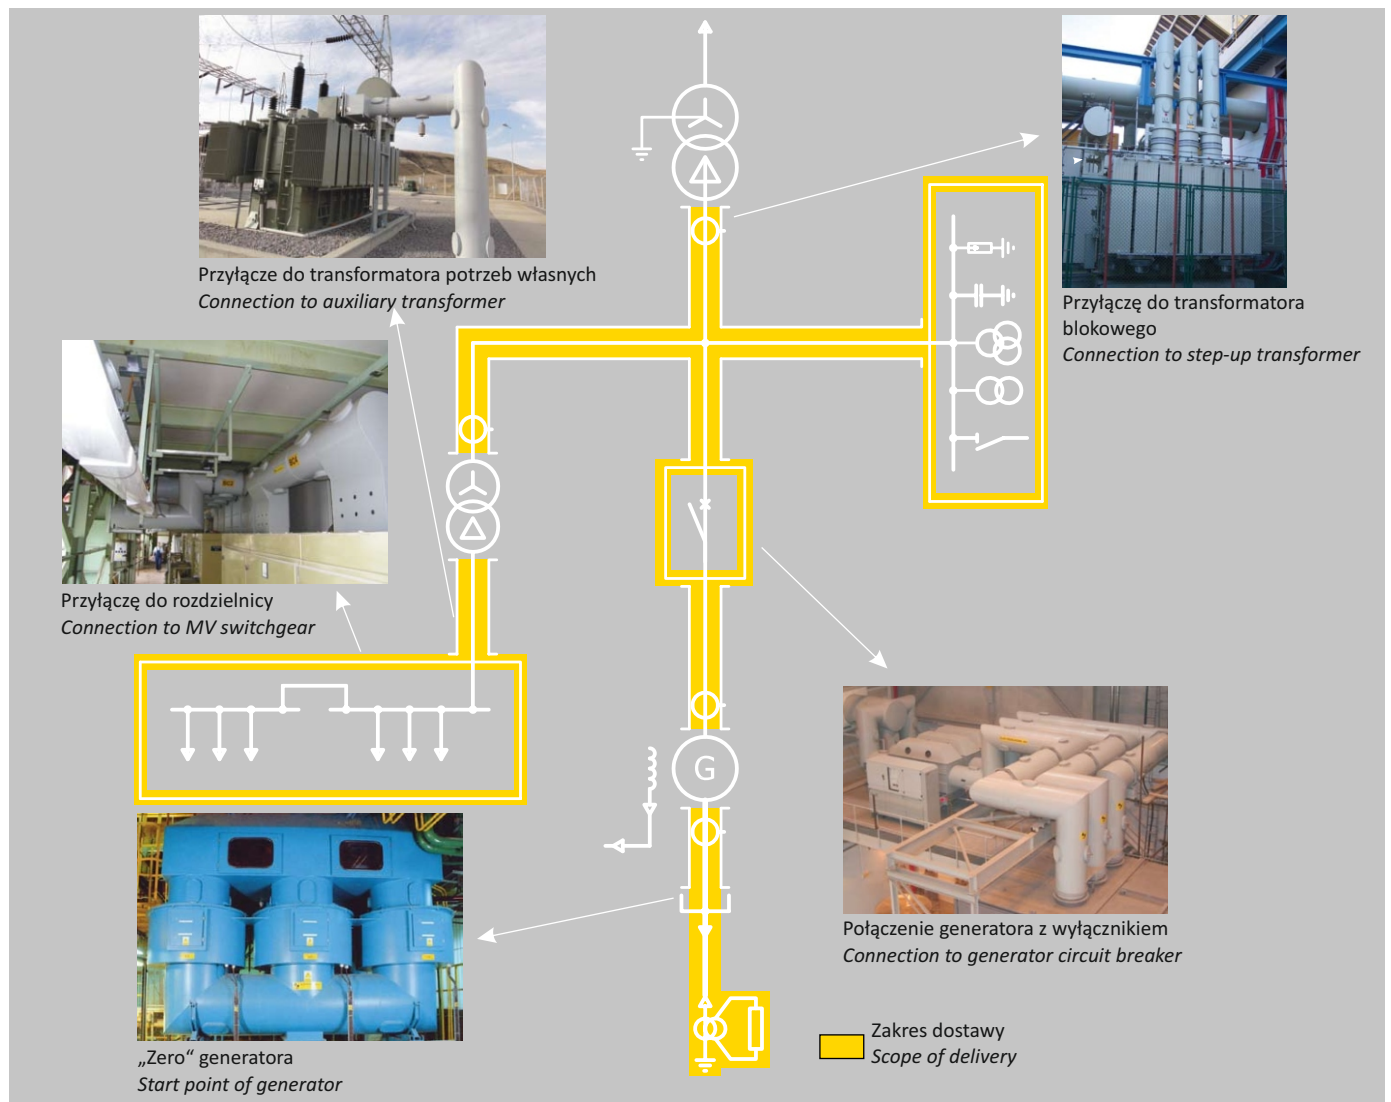 Przyłącze do transformatora potrzeb własnych
Connection to auxiliary transformer
Przyłączę do transformatora
blokowego
Connection to step-up transformer
Przyłączę do rozdzielnicy
Connection to MV switchgear
G
Połączenie generatora z wyłącznikiem
Connection to generator circuit breaker
„Zero“ generatora
Start point of generator
Zakres dostawy
Scope of delivery